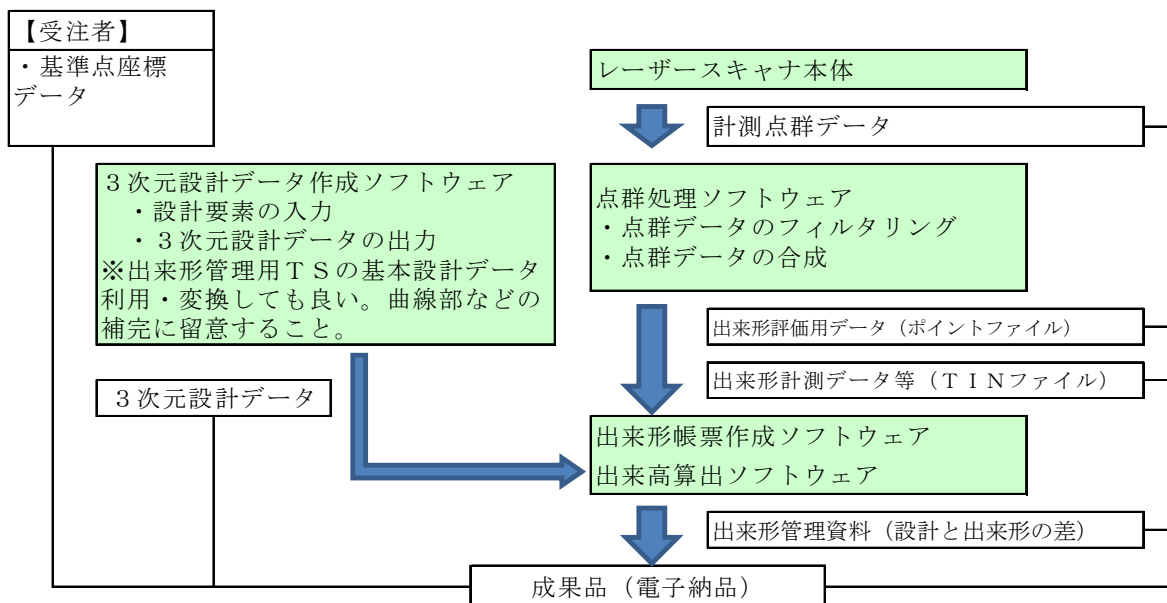 【受注者】
・基準点座標
データ
レーザースキャナ本体
計測点群データ
3次元設計データ作成ソフトウェア
・設計要素の入力
・3次元設計データの出力
※出来形管理用TSの基本設計データ
利用・変換しても良い。曲線部などの
補完に留意すること。
点群処理ソフトウェア
・点群データのフィルタリング
・点群データの合成
出来形評価用データ（ポイントファイル）
出来形計測データ等（TINファイル）
3次元設計データ
出来形帳票作成ソフトウェア
出来高算出ソフトウェア
出来形管理資料（設計と出来形の差）
成果品（電子納品）